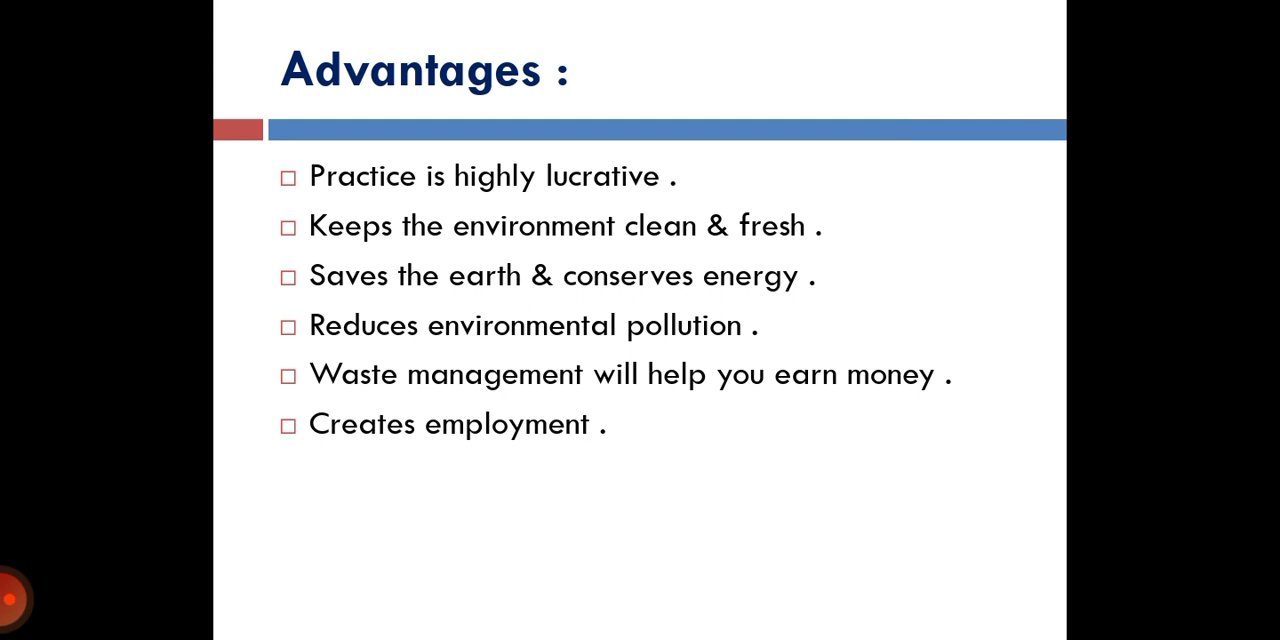 Advantages :
Practice is highly lucrative .
Keeps the environment clean & fresh .
Saves the earth & conserves energy .
Reduces environmental pollution .
Waste management will help you earn money .
Creates employment .